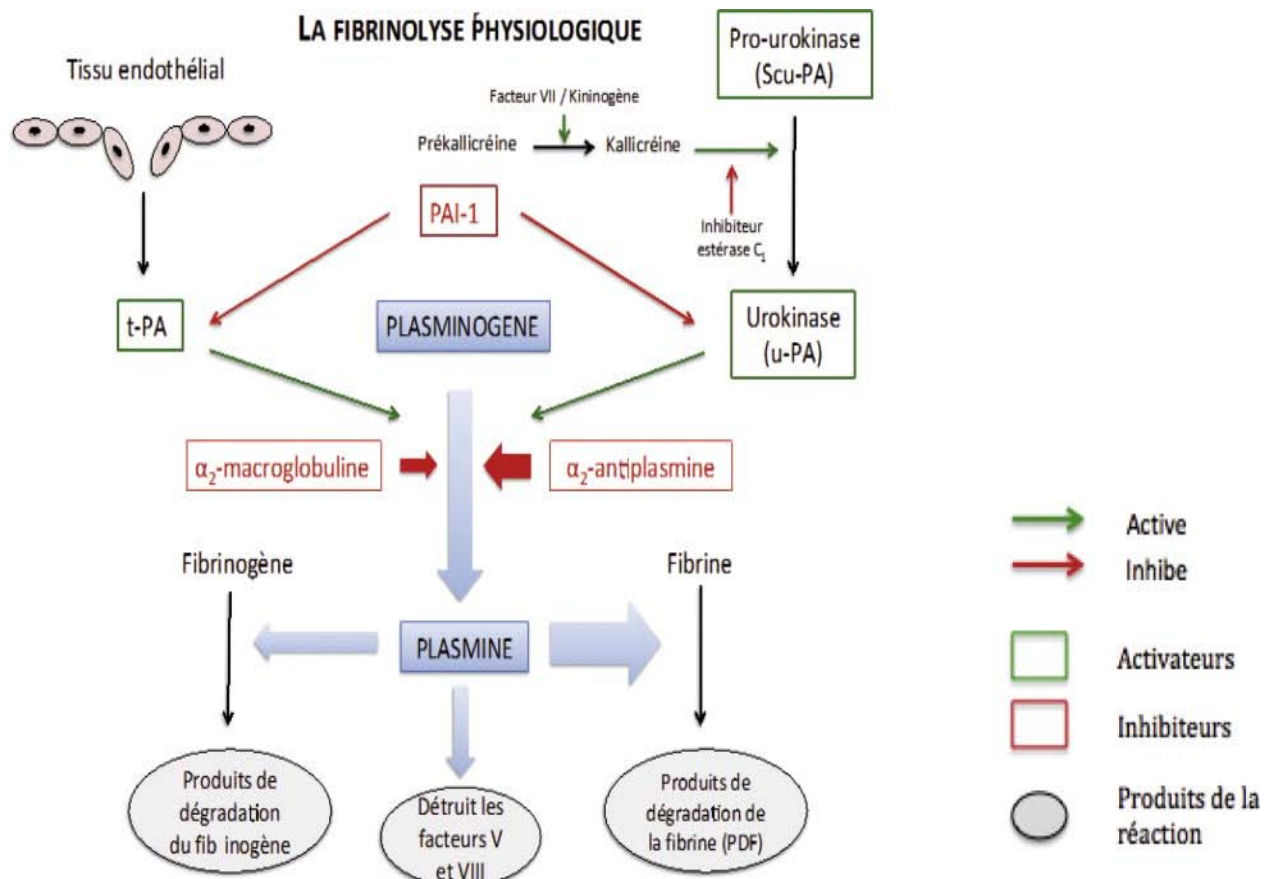 LA FIBRINOLYSE PHYSIOLOGIQUE
Tissu endothélial
Pro-urokinase
(Scu-PA)
Facteur VII / Kininogène
Prékallicréine
Kallicréine
PAI-1
Inhibiteur
estérase C1
t-PA
PLASMINOGENE
Urokinase
(u-PA)
α2-macroglobuline
α2-antiplasmine
Fibrinogène
Fibrine
PLASMINE
Produits de
dégradation
du fib inogène
Détruit les
facteurs V
et VIII
Produits de
dégradation de
la fibrine (PDF)
Active
Inhibe
Activateurs
Inhibiteurs
Produits de la
réaction